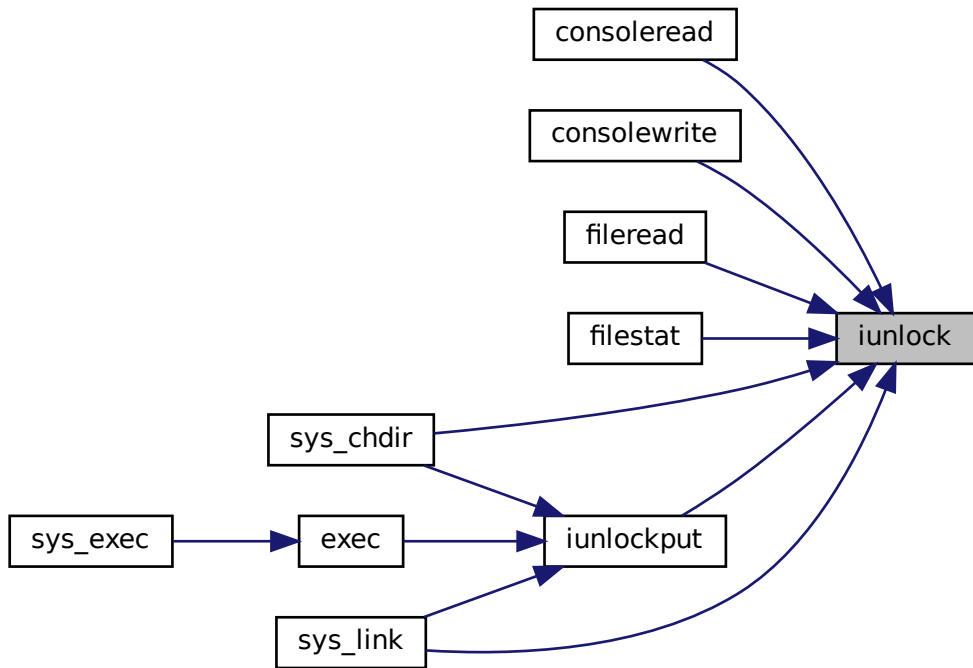 consoleread
consolewrite
fileread
iunlock
filestat
sys_chdir
sys_exec
exec
iunlockput
sys_link